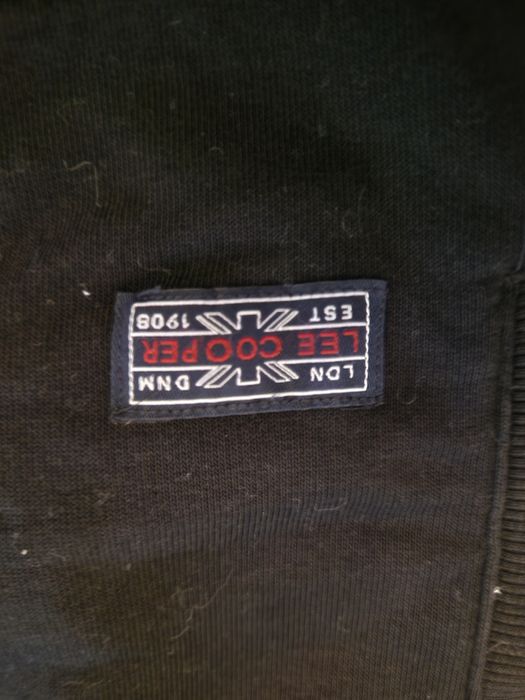 LDN DNM
LEE COOPER
EST 1908